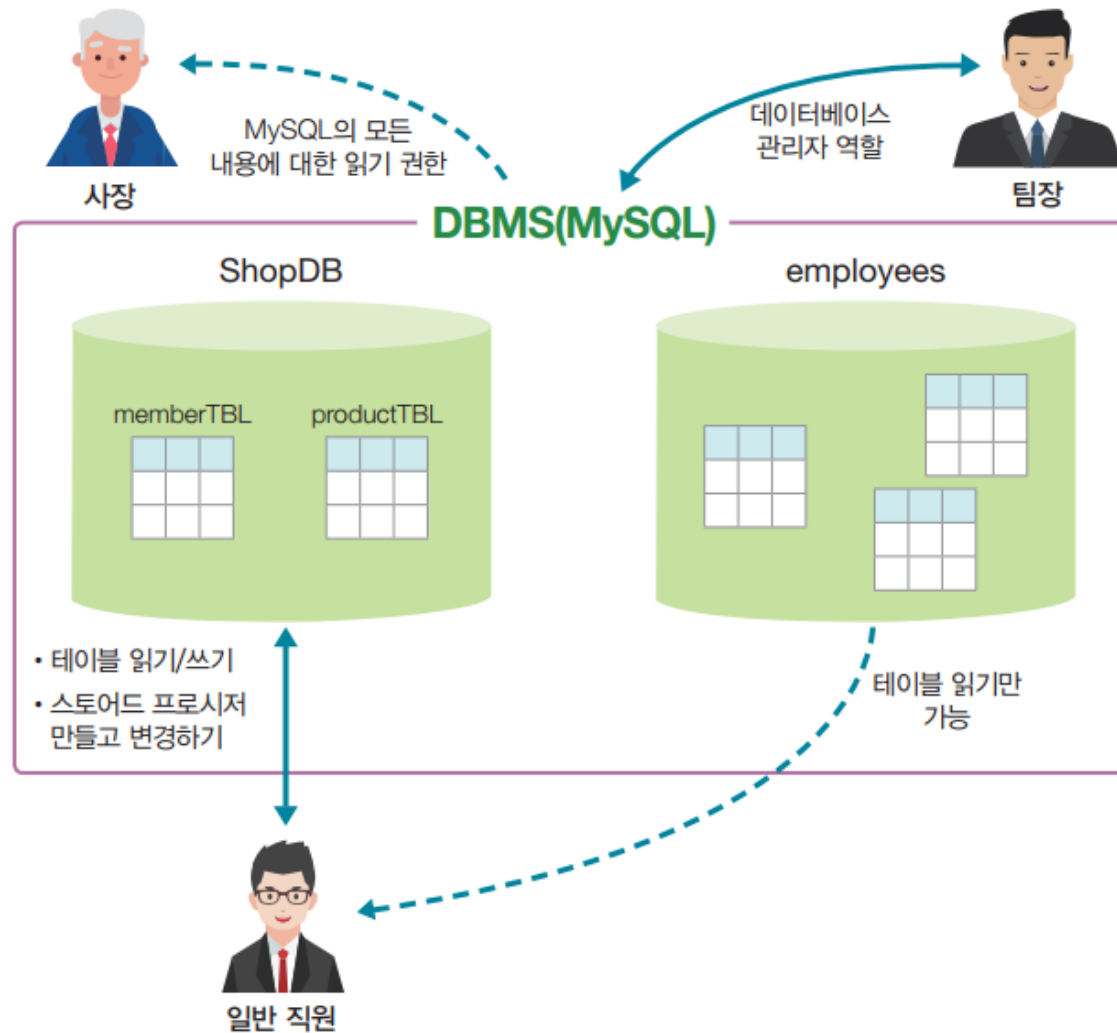 MySQL의 모든
내용에 대한 읽기 권한
데이터베이스
관리자 역할
사장
팀장
DBMS(MySQL)
ShopDB
employees
memberTBL
productTBL
• 테이블 읽기/쓰기
• 스토어드 프로시저
만들고 변경하기
테이블 읽기만
가능
일반 직원